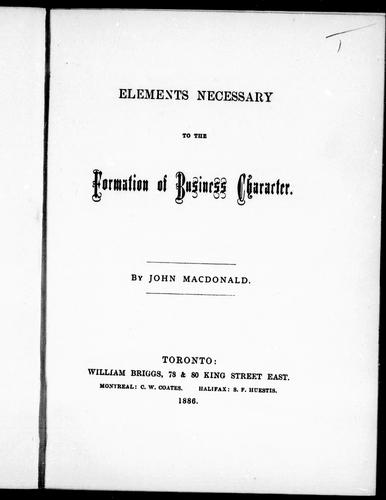 ELEMENTS NECESSARY
TO THE
Formation of Business Character.
BY JOHN MACDONALD.
TORONTO:
WILLIAM BRIGGS, 78 & 80 KING STREET EAST.
MONTREAL: C. W. COATES. HALIFAX: S. F. HUESTIS.
1886.